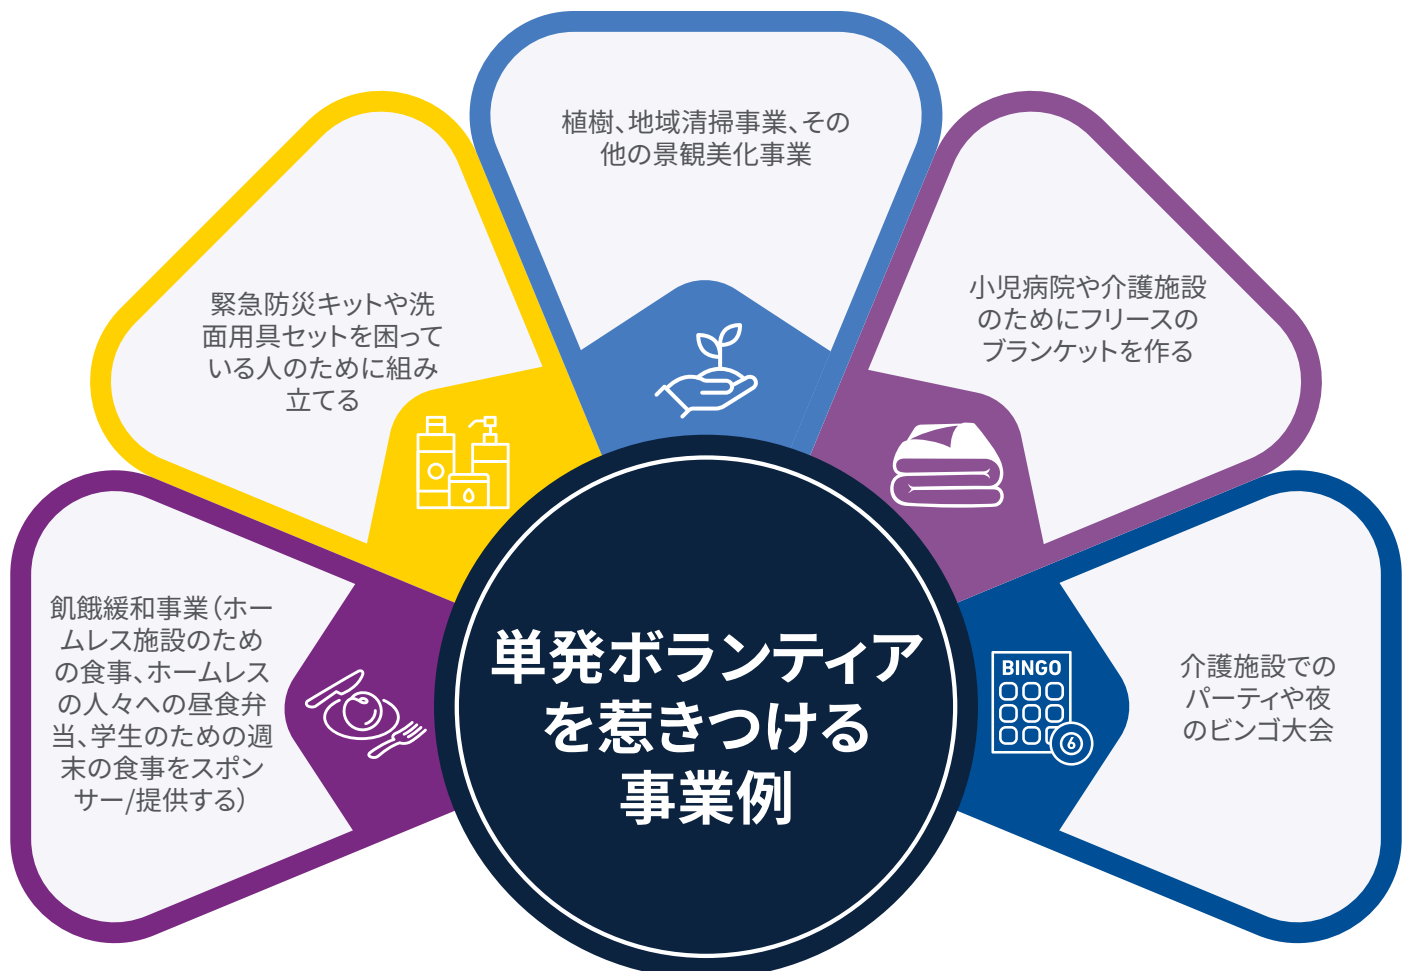 植樹、地域清掃事業、その
他の景観美化事業
緊急防災キットや洗
面用具セットを困って
いる人のために組み
立てる
小児病院や介護施設
のためにフリースの
ブランケットを作る
飢餓緩和事業（ホー
ムレス施設のため
の食事、ホームレス
の人々への昼食弁
当、学生のための週
末の食事をスポン
サー/提供する）
単発ボランティア
を惹きつける
事業例
BINGO
6
介護施設での
パーティや夜
のビンゴ大会